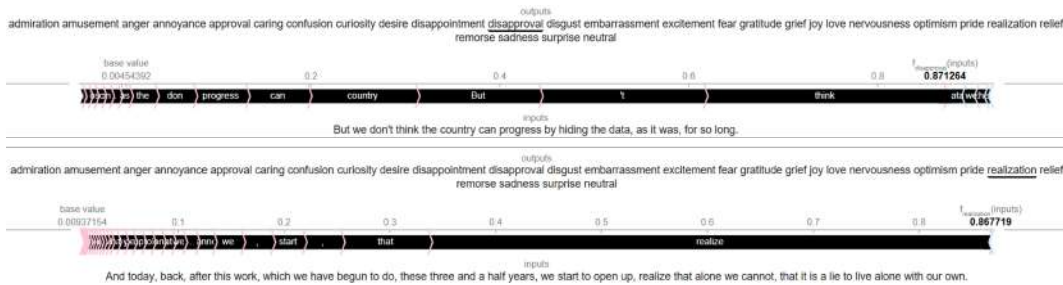 outputs
admiration amusement anger annoyance approval caring confusion curiosity desire disappointment disapproval disgust embarrassment excitement fear gratitude grief joy love nervousness optimism pride realization relief
remorse sadness surprise neutral
base value
f disapproval(inputs)
0.00454392 0.2 0.4 0.6 0.8 0.871264
as the don progress can country But 't think ata we
inputs
But we don't think the country can progress by hiding the data, as it was, for so long.
outputs
admiration amusement anger annoyance approval caring confusion curiosity desire disappointment disapproval disgust embarrassment excitement fear gratitude grief joy love nervousness optimism pride realization relief
remorse sadness surprise neutral
base value
f realization(inputs)
0.00937154 0.1 0.2 0.3 0.4 0.5 0.6 0.7 0.8 0.867719
we , start , that realize
inputs
And today, back, after this work, which we have begun to do, these three and a half years, we start to open up, realize that alone we cannot, that it is a lie to live alone with our own.